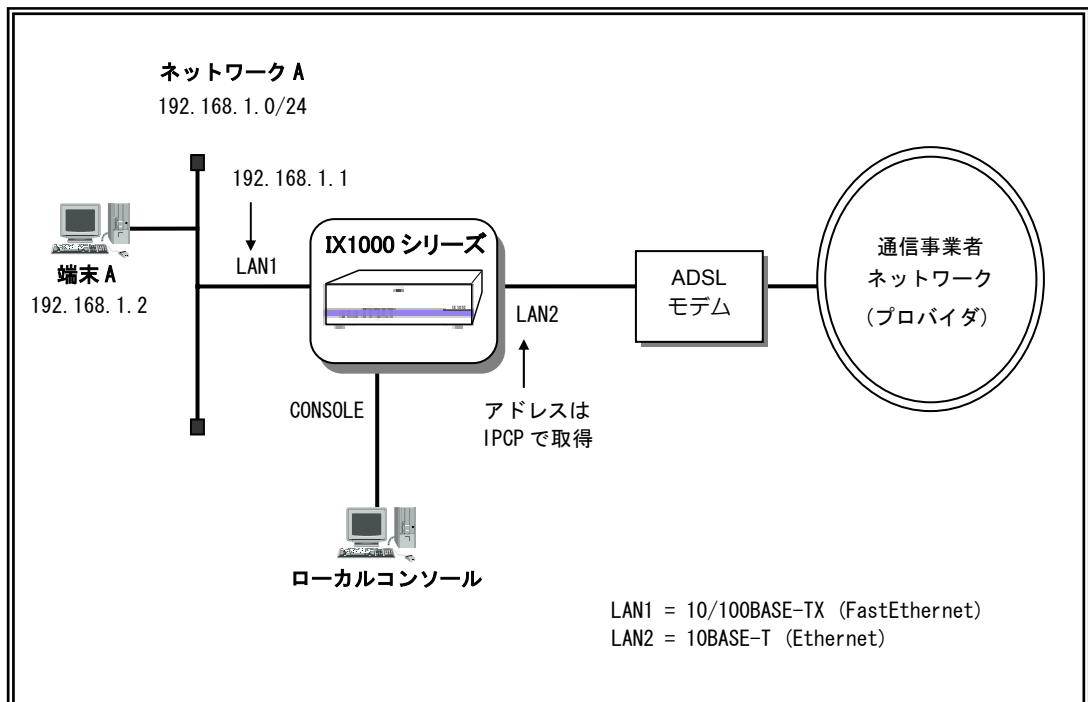 ネットワーク A
192.168.1.0/24
192.168.1.1
LAN1
端末 A
192.168.1.2
IX1000 シリーズ
LAN2
ADSL
モデム
通信事業者
ネットワーク
(プロバイダ)
CONSOLE
アドレスは
IPCP で取得
ローカルコンソール
LAN1 = 10/100BASE-TX (FastEthernet)
LAN2 = 10BASE-T (Ethernet)